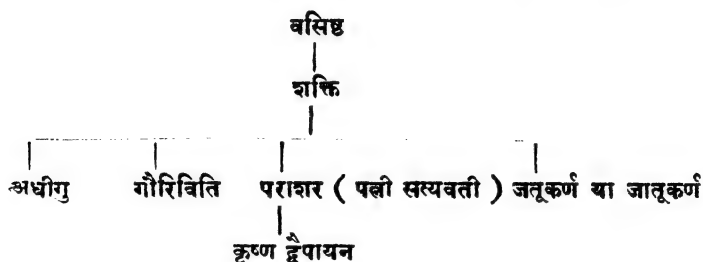 वसिष्ठ
शक्ति
अधीगु गौरिविति पराशर ( पत्नी सत्यवती ) जतूकर्ण या जातूकर्ण
कृष्ण द्वैपायन